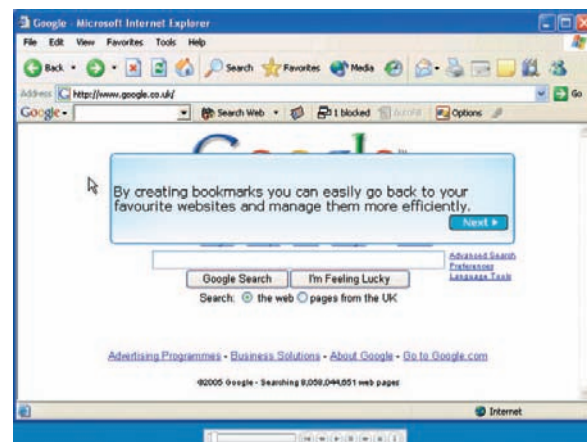 Google - Microsoft Internet Explorer
File Edit View Favorites Tools Help
Back Search Favorites Media
Address http://www.google.co.uk/ Go
Google Search Web 1 blocked AutoFill Options
By creating bookmarks you can easily go back to your
favourite websites and manage them more efficiently.
Next
Advanced Search
Preferences
Language Tools
Google Search I'm Feeling Lucky
Search: the web pages from the UK
Advertising Programmes - Business Solutions - About Google - Go to Google.com
©2005 Google - Searching 8,058,044,651 web pages
Internet